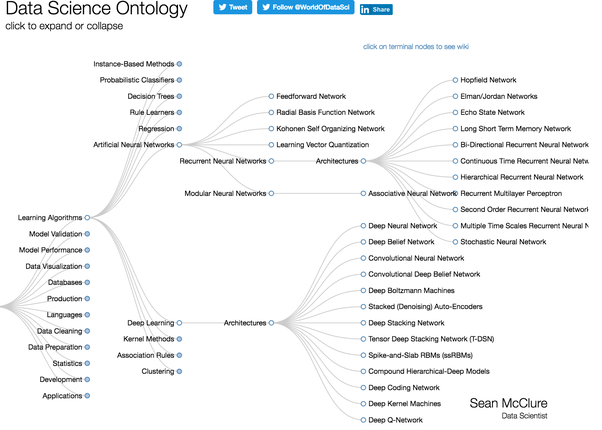 Data Science Ontology
click to expand or collapse
Tweet
Follow @WorldOfDataSci
Share
click on terminal nodes to see wiki
Instance-Based Methods
Probabilistic Classifiers
Decision Trees
Rule Learners
Regression
Artificial Neural Networks
Feedforward Network
Radial Basis Function Network
Kohonen Self Organizing Network
Learning Vector Quantization
Recurrent Neural Networks
Architectures
Modular Neural Networks
Associative Neural Network
Hopfield Network
Elman/Jordan Networks
Echo State Network
Long Short Term Memory Network
Bi-Directional Recurrent Neural Networ
Continuous Time Recurrent Neural Netw
Hierarchical Recurrent Neural Network
Recurrent Multilayer Perceptron
Second Order Recurrent Neural Network
Multiple Time Scales Recurrent Neural N
Stochastic Neural Network
Learning Algorithms
Model Validation
Model Performance
Data Visualization
Databases
Production
Languages
Data Cleaning
Data Preparation
Statistics
Development
Applications
Deep Learning
Kernel Methods
Association Rules
Clustering
Architectures
Deep Neural Network
Deep Belief Network
Convolutional Neural Network
Convolutional Deep Belief Network
Deep Boltzmann Machines
Stacked (Denoising) Auto-Encoders
Deep Stacking Network
Tensor Deep Stacking Network (T-DSN)
Spike-and-Slab RBMs (ssRBMs)
Compound Hierarchical-Deep Models
Deep Coding Network
Deep Kernel Machines
Deep Q-Network
Sean McClure
Data Scientist